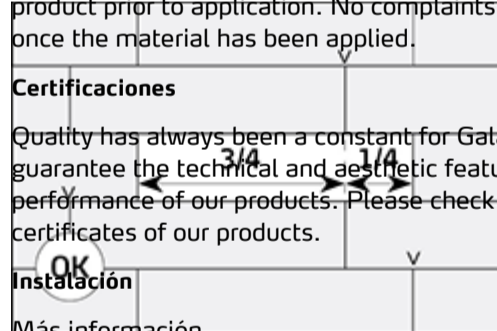 product prior to application. No complaints
once the material has been applied.
Certificaciones
Quality has always been a constant for Gal
3/4 1/4
guarantee the technical and aesthetic featu
performance of our products. Please check
certificates of our products.
OK
Instalación
Más información